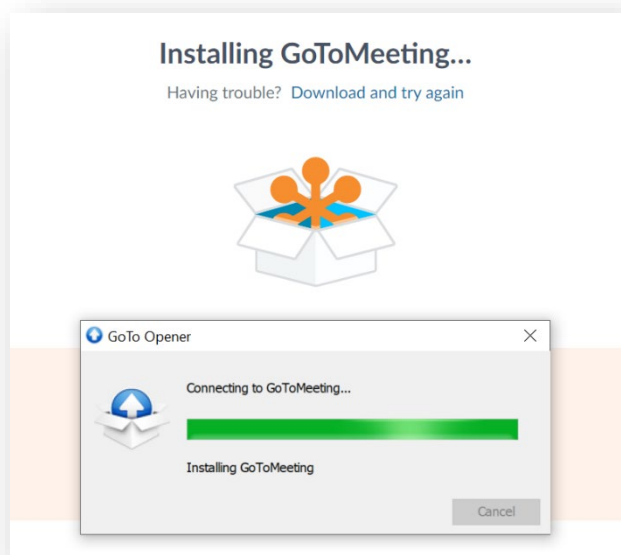 Installing GoToMeeting...
Having trouble? Download and try again
GoTo Opener
Connecting to GoToMeeting...
Installing GoToMeeting
Cancel